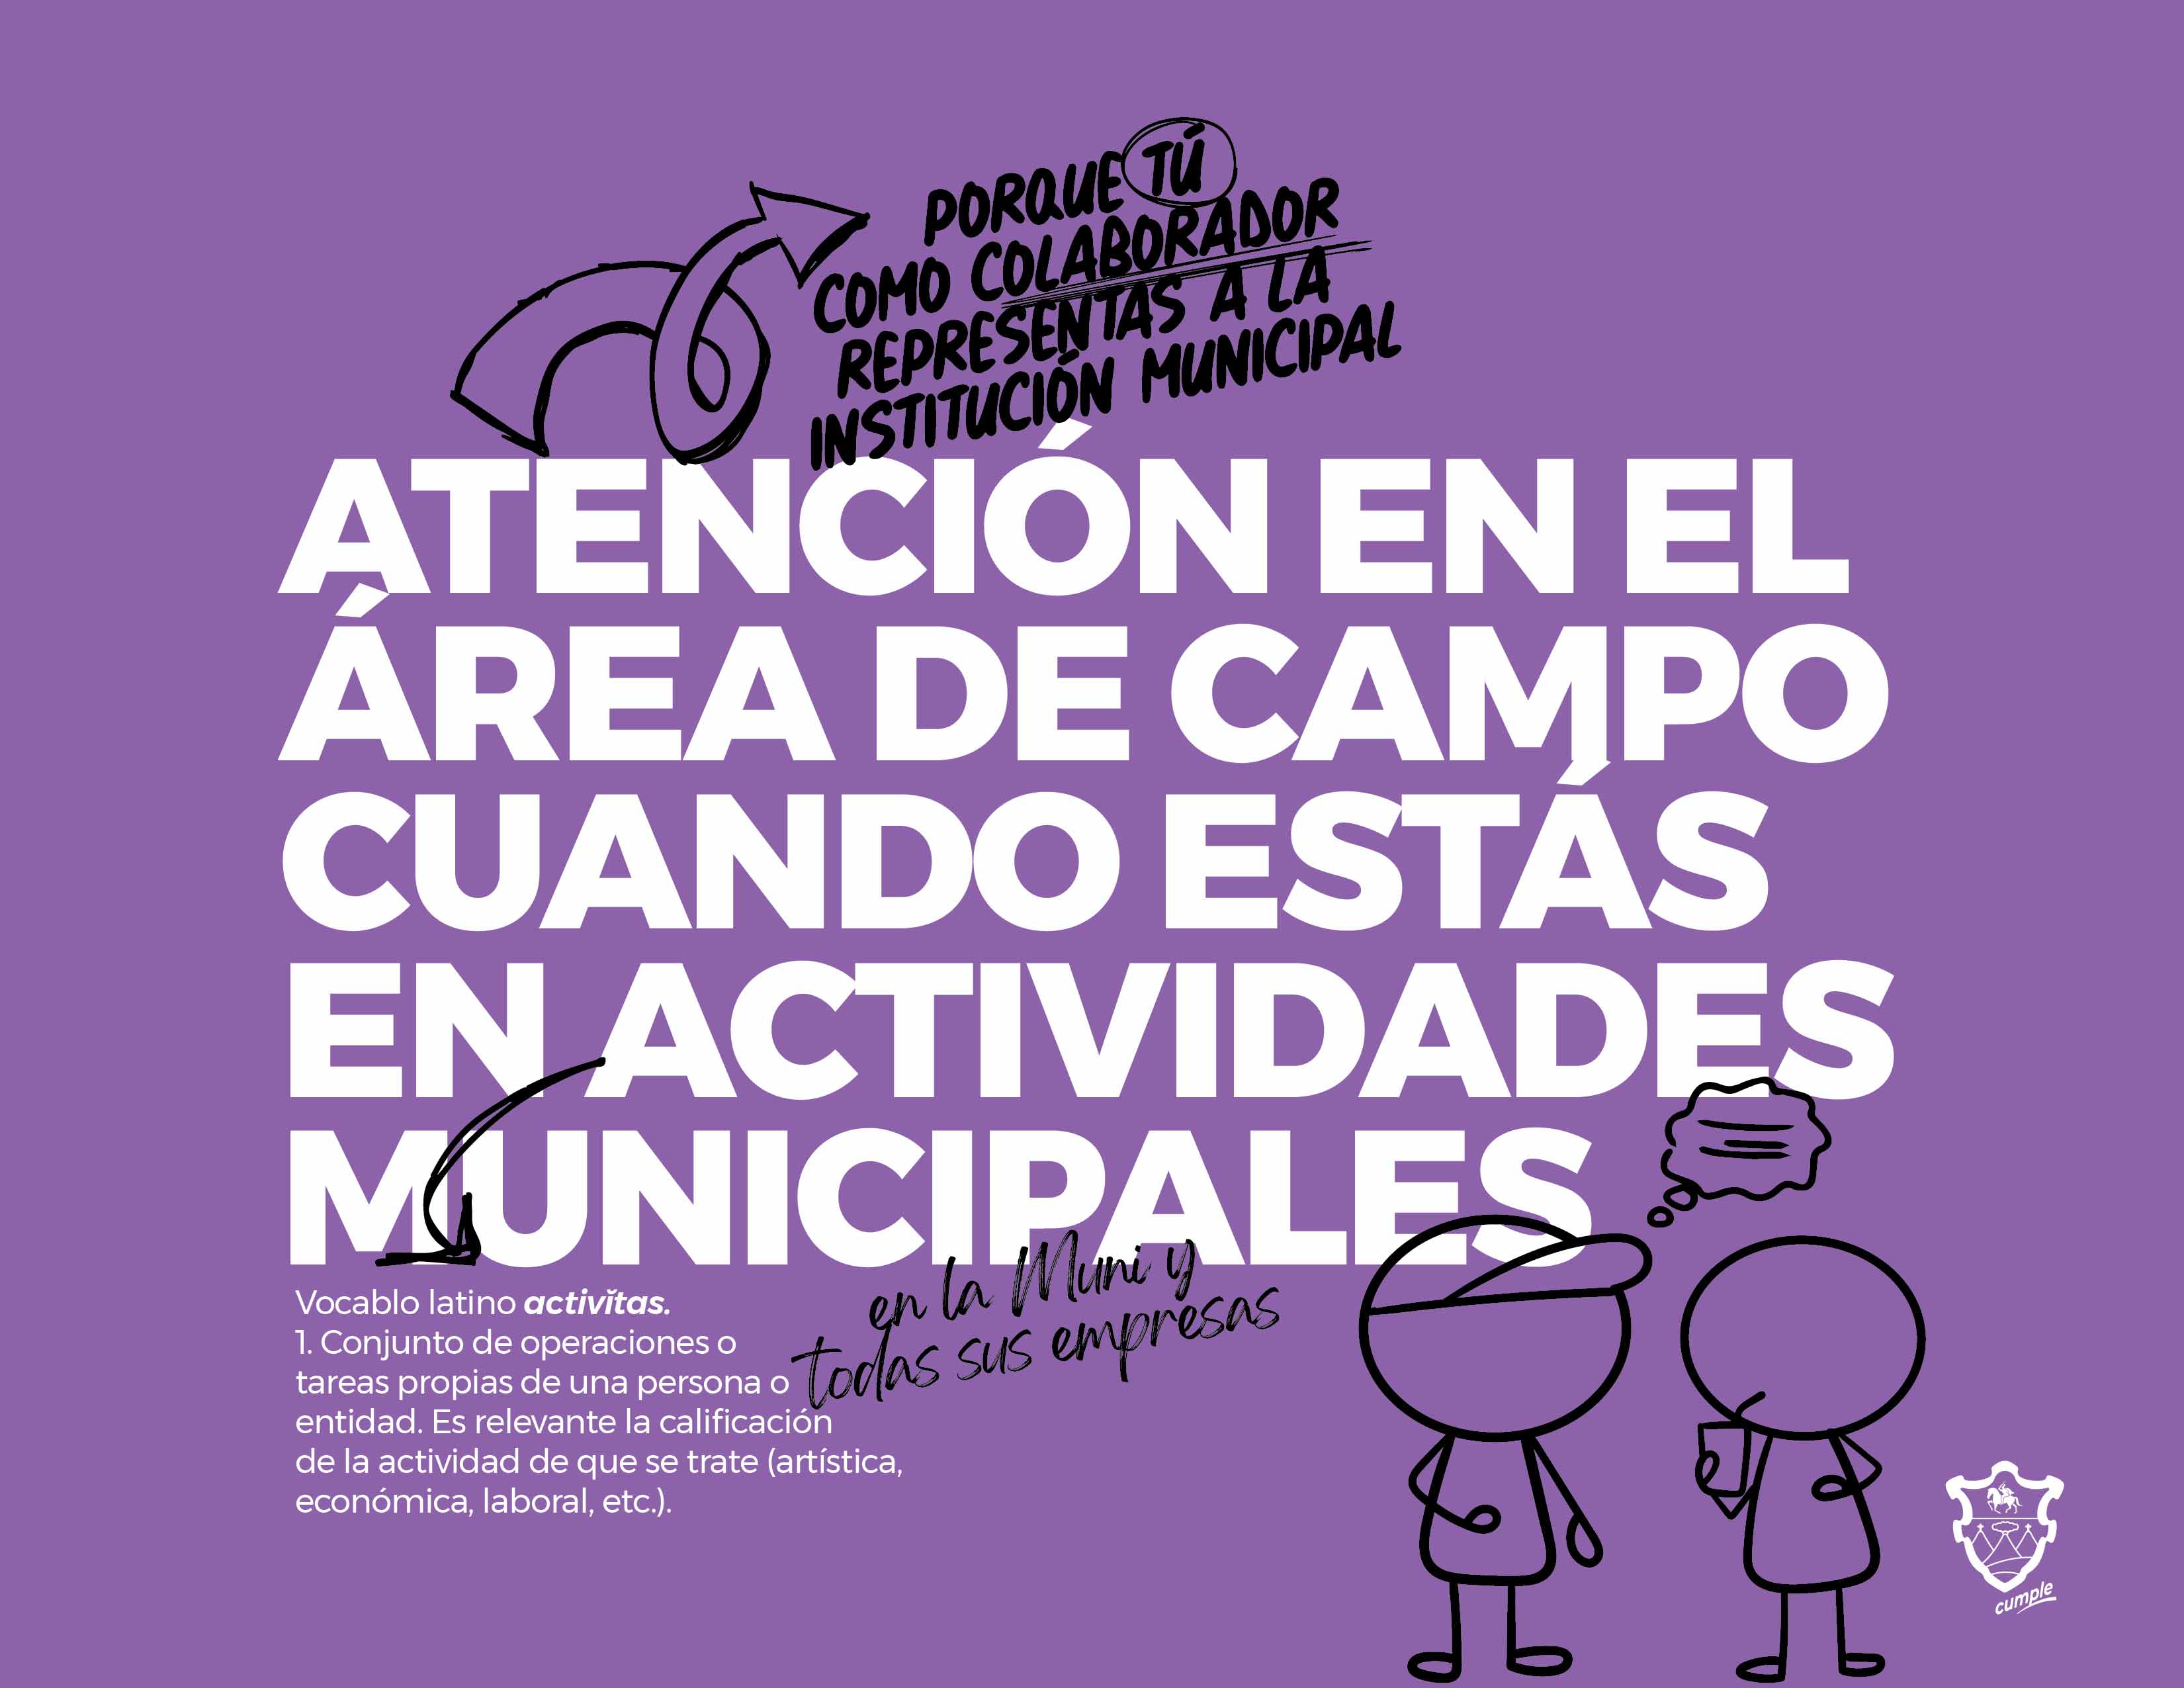 PORQUE TÚ
COMO COLABORADOR
REPRESENTAS A LA
INSTITUCIÓN MUNICIPAL
ATENCIÓN EN EL
ÁREA DE CAMPO
CUANDO ESTÁS
EN ACTIVIDADES
MUNICIPALES
en la Muni y
todas sus empresas
Vocablo latino activĭtas.
1. Conjunto de operaciones o
tareas propias de una persona o
entidad. Es relevante la calificación
de la actividad de que se trate (artística,
económica, laboral, etc.).
cumple